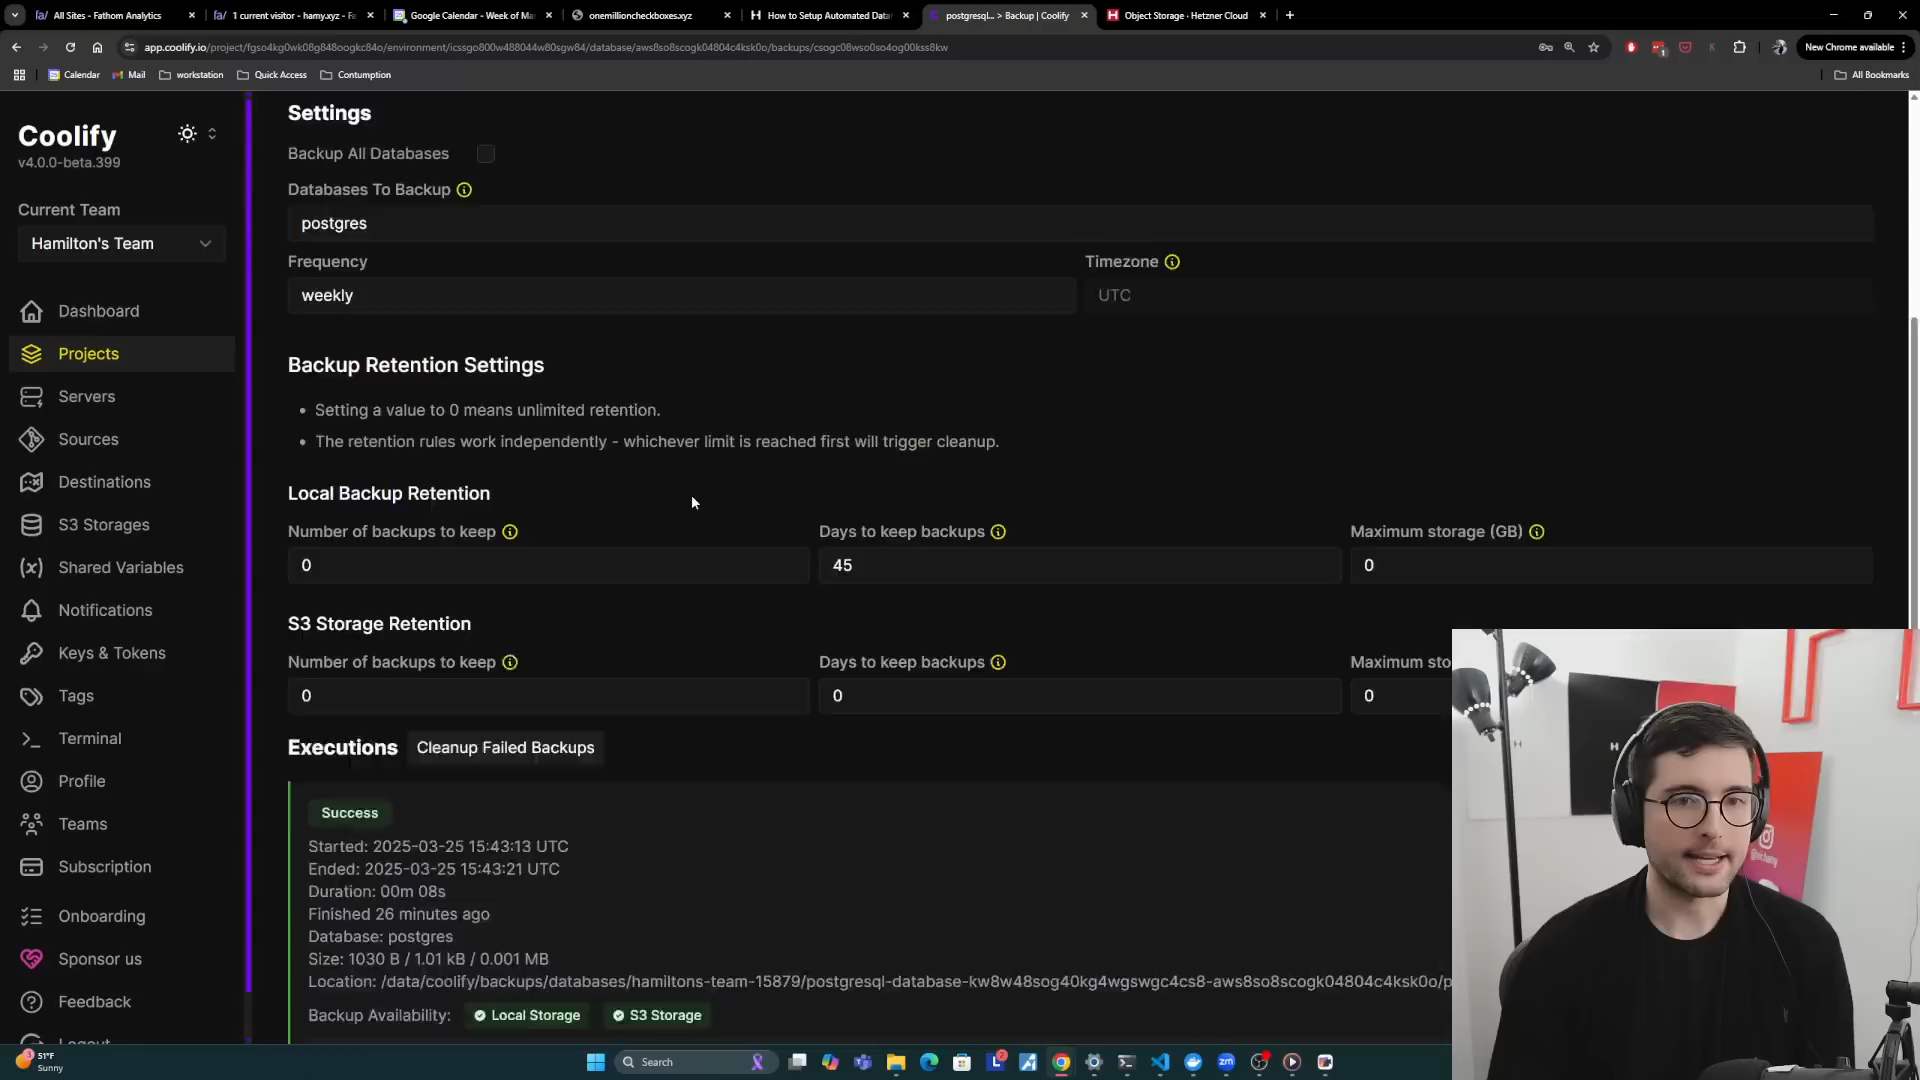 All Sites - Fathom Analytics
1 current visitor - hamy.xyz - Fa
Google Calendar - Week of Ma
onemillioncheckboxes.xyz
How to Setup Automated Data
postgresql... > Backup | Coolify
Object Storage · Hetzner Cloud
app.coolify.io/project/fgso4kg0wk08g848oogkc84o/environment/icssgo800w488044w80sgw84/database/aws8so8scogk04804c4ksk0o/backups/csogc08wso0so4og00kss8kw
New Chrome available
Calendar
Mail
workstation
Quick Access
Contumption
All Bookmarks
Coolify
v4.0.0-beta.399
Current Team
Hamilton's Team
Dashboard
Projects
Servers
Sources
Destinations
S3 Storages
Shared Variables
Notifications
Keys & Tokens
Tags
Terminal
Profile
Teams
Subscription
Onboarding
Sponsor us
Feedback
Logout
Settings
Backup All Databases
Databases To Backup
postgres
Frequency
Timezone
weekly
UTC
Backup Retention Settings
• Setting a value to 0 means unlimited retention.
• The retention rules work independently - whichever limit is reached first will trigger cleanup.
Local Backup Retention
Number of backups to keep
Days to keep backups
Maximum storage (GB)
0
45
0
S3 Storage Retention
Number of backups to keep
Days to keep backups
Maximum sto
0
0
0
Executions
Cleanup Failed Backups
Success
Started: 2025-03-25 15:43:13 UTC
Ended: 2025-03-25 15:43:21 UTC
Duration: 00m 08s
Finished 26 minutes ago
Database: postgres
Size: 1030 B / 1.01 kB / 0.001 MB
Location: /data/coolify/backups/databases/hamiltons-team-15879/postgresql-database-kw8w48sog40kg4wgswgc4cs8-aws8so8scogk04804c4ksk0o/p
Backup Availability:
Local Storage
S3 Storage
51°F
Sunny
Search